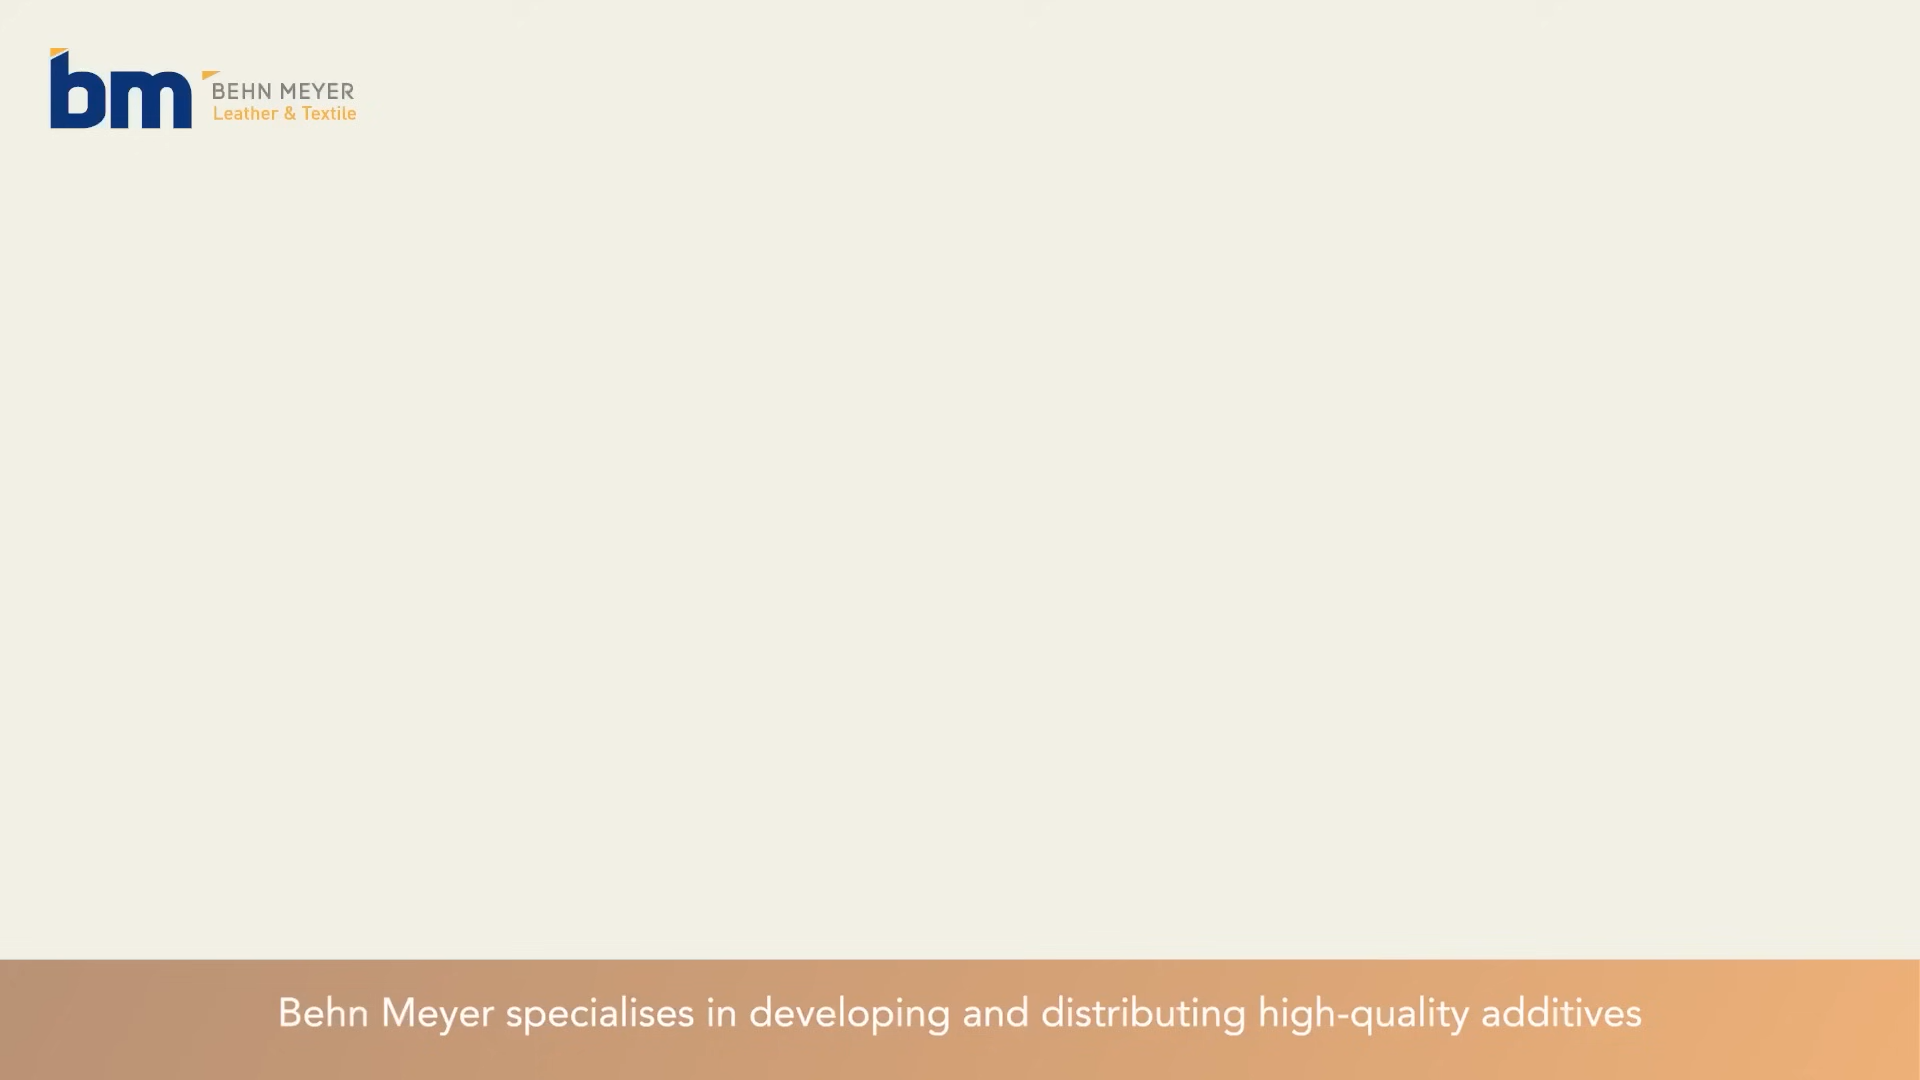 bm
BEHN MEYER
Leather & Textile
Behn Meyer specialises in developing and distributing high-quality additives